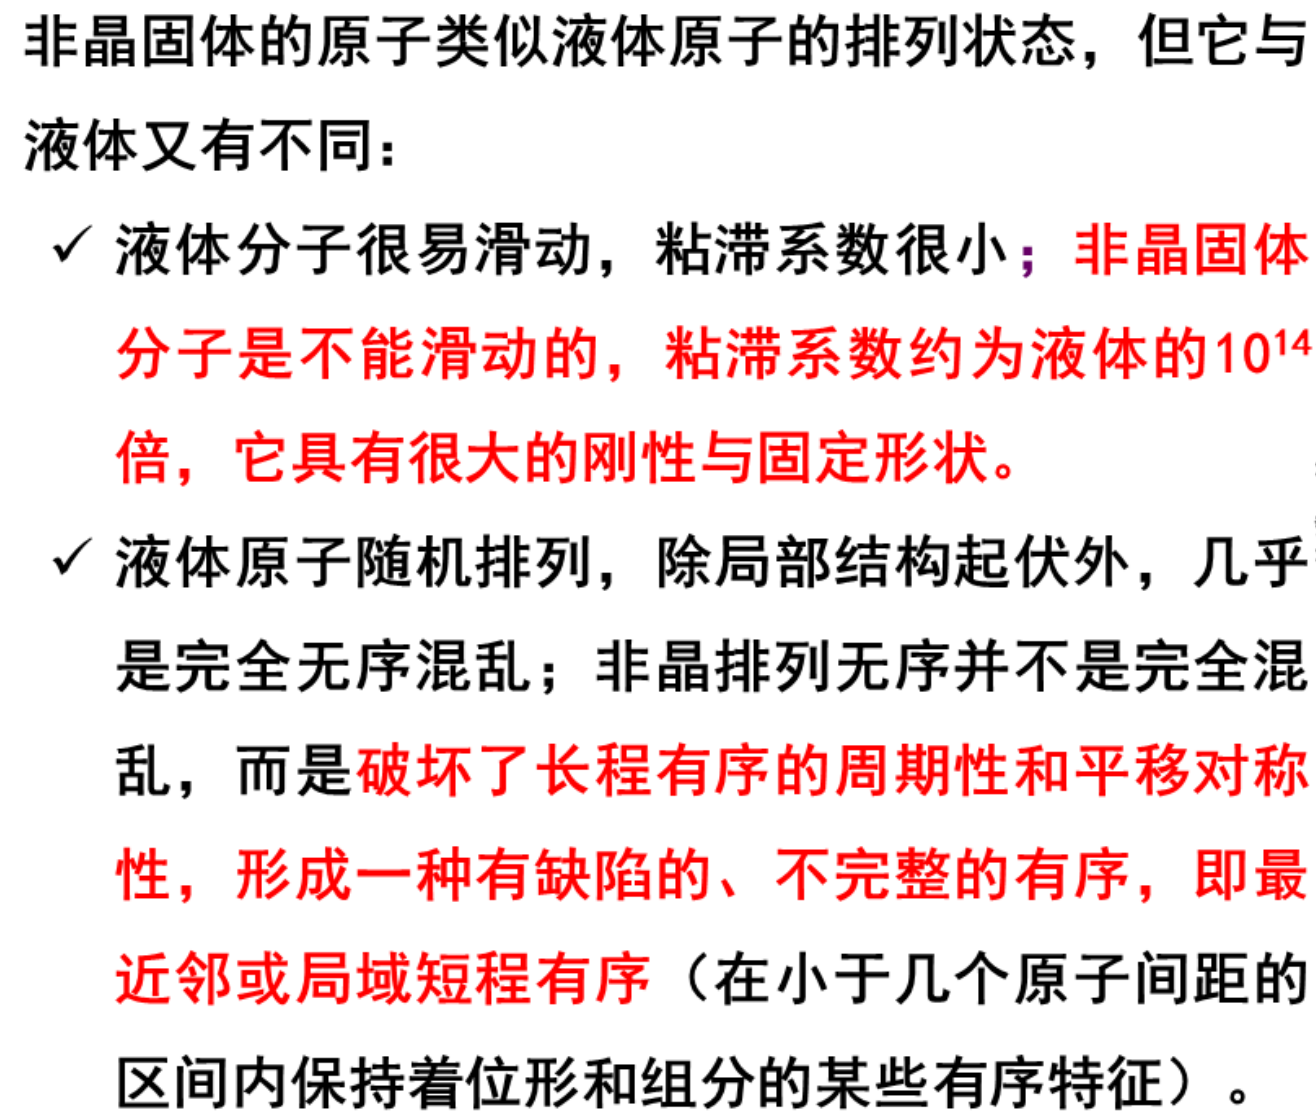 非晶固体的原子类似液体原子的排列状态，但它与
液体又有不同：
✓ 液体分子很易滑动，粘滞系数很小；非晶固体
分子是不能滑动的，粘滞系数约为液体的10¹⁴
倍，它具有很大的刚性与固定形状。
✓ 液体原子随机排列，除局部结构起伏外，几乎
是完全无序混乱；非晶排列无序并不是完全混
乱，而是破坏了长程有序的周期性和平移对称
性，形成一种有缺陷的、不完整的有序，即最
近邻或局域短程有序（在小于几个原子间距的
区间内保持着位形和组分的某些有序特征）。